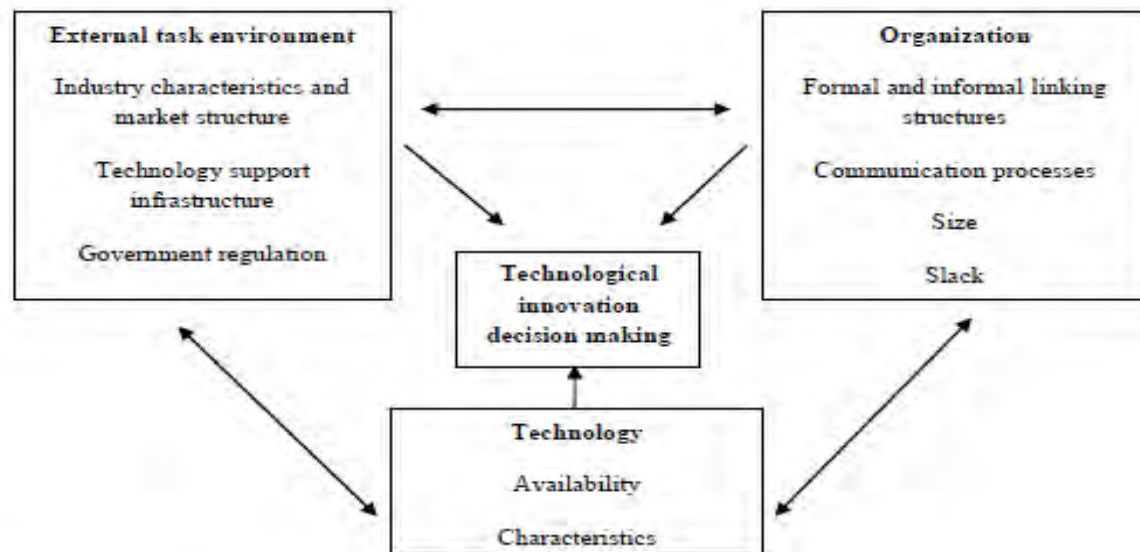 External task environment
Industry characteristics and
market structure
Technology support
infrastructure
Government regulation
Organization
Formal and informal linking
structures
Communication processes
Size
Slack
Technological
innovation
decision making
Technology
Availability
Characteristics